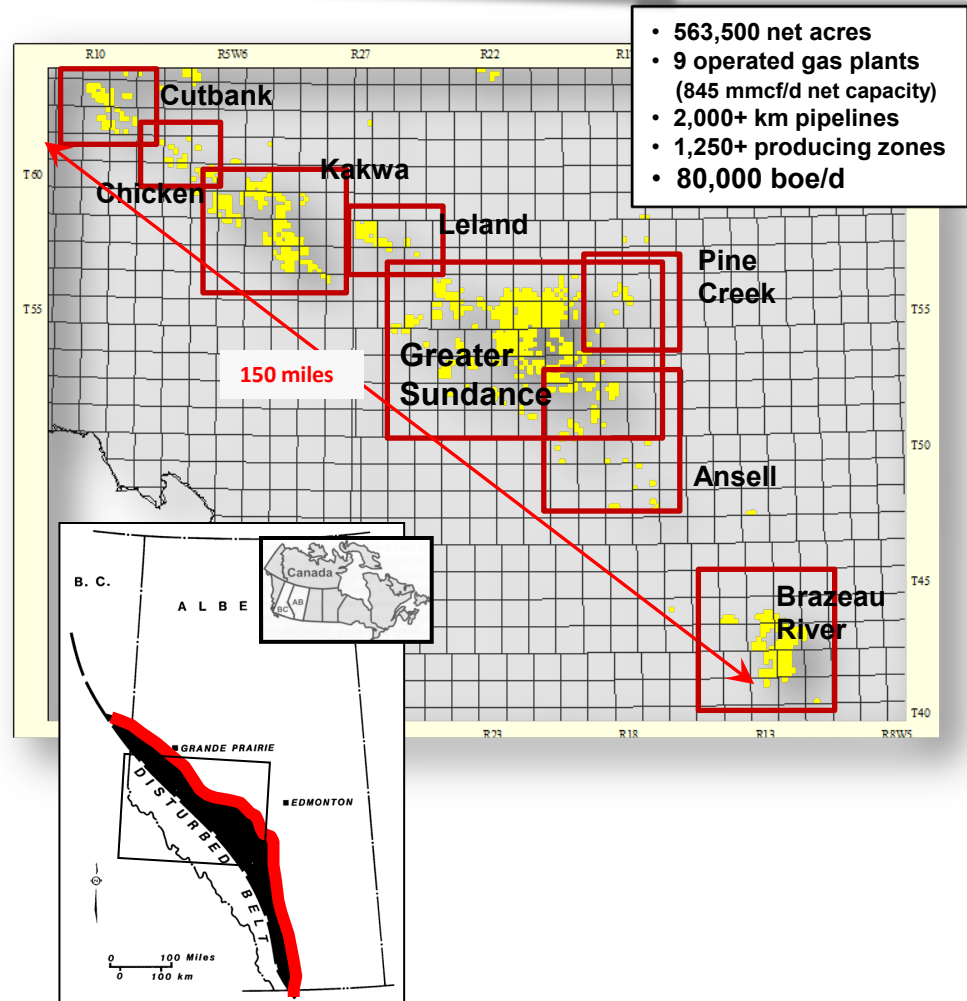 • 563,500 net acres
• 9 operated gas plants
(845 mmcf/d net capacity)
• 2,000+ km pipelines
• 1,250+ producing zones
• 80,000 boe/d
R10
R5W6
R27
R22
Cutbank
Kakwa
T60
Chicken
Leland
Pine
Creek
T55
T55
Greater
Sundance
150 miles
T50
Ansell
T45
Brazeau
River
T40
R23
R18
R13
R8W5
B. C.
A L B E
Canada
BC
AB
GRANDE PRAIRIE
EDMONTON
DISTURBED BELT
N
0 100 Miles
0 100 km